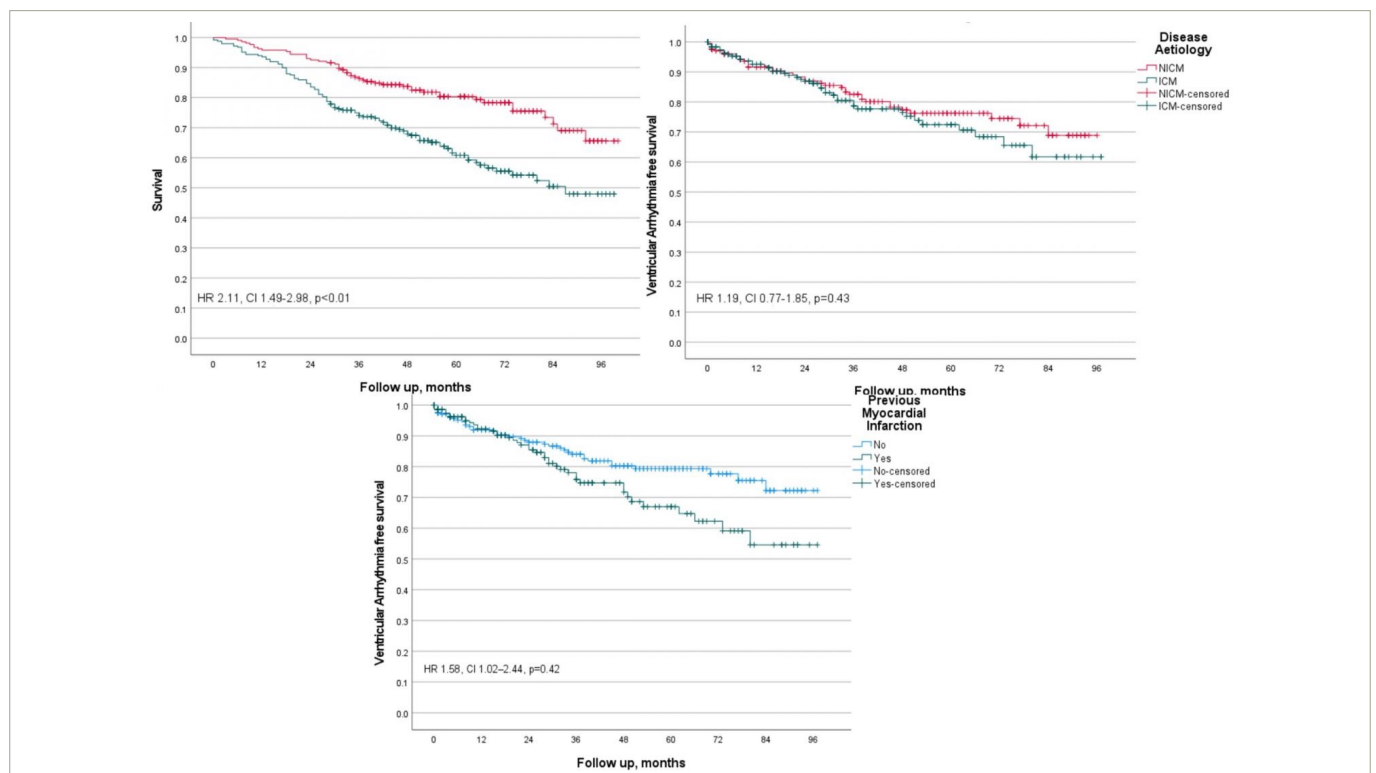 Survival
1.0
0.9
0.8
0.7
0.6
0.5
0.4
0.3
0.2
0.1
0.0
HR 2.11, CI 1.49-2.98, p<0.01
0 12 24 36 48 60 72 84 96
Follow up, months
Ventricular Arrhythmia free survival
1.0
0.9
0.8
0.7
0.6
0.5
0.4
0.3
0.2
0.1
0.0
HR 1.19, CI 0.77-1.85, p=0.43
0 12 24 36 48 60 72 84 96
Follow up, months
Disease
Aetiology
NICM
ICM
NICM-censored
ICM-censored
Ventricular Arrhythmia free survival
1.0
0.9
0.8
0.7
0.6
0.5
0.4
0.3
0.2
0.1
0.0
HR 1.58, CI 1.02–2.44, p=0.42
0 12 24 36 48 60 72 84 96
Follow up, months
Previous
Myocardial
Infarction
No
Yes
No-censored
Yes-censored